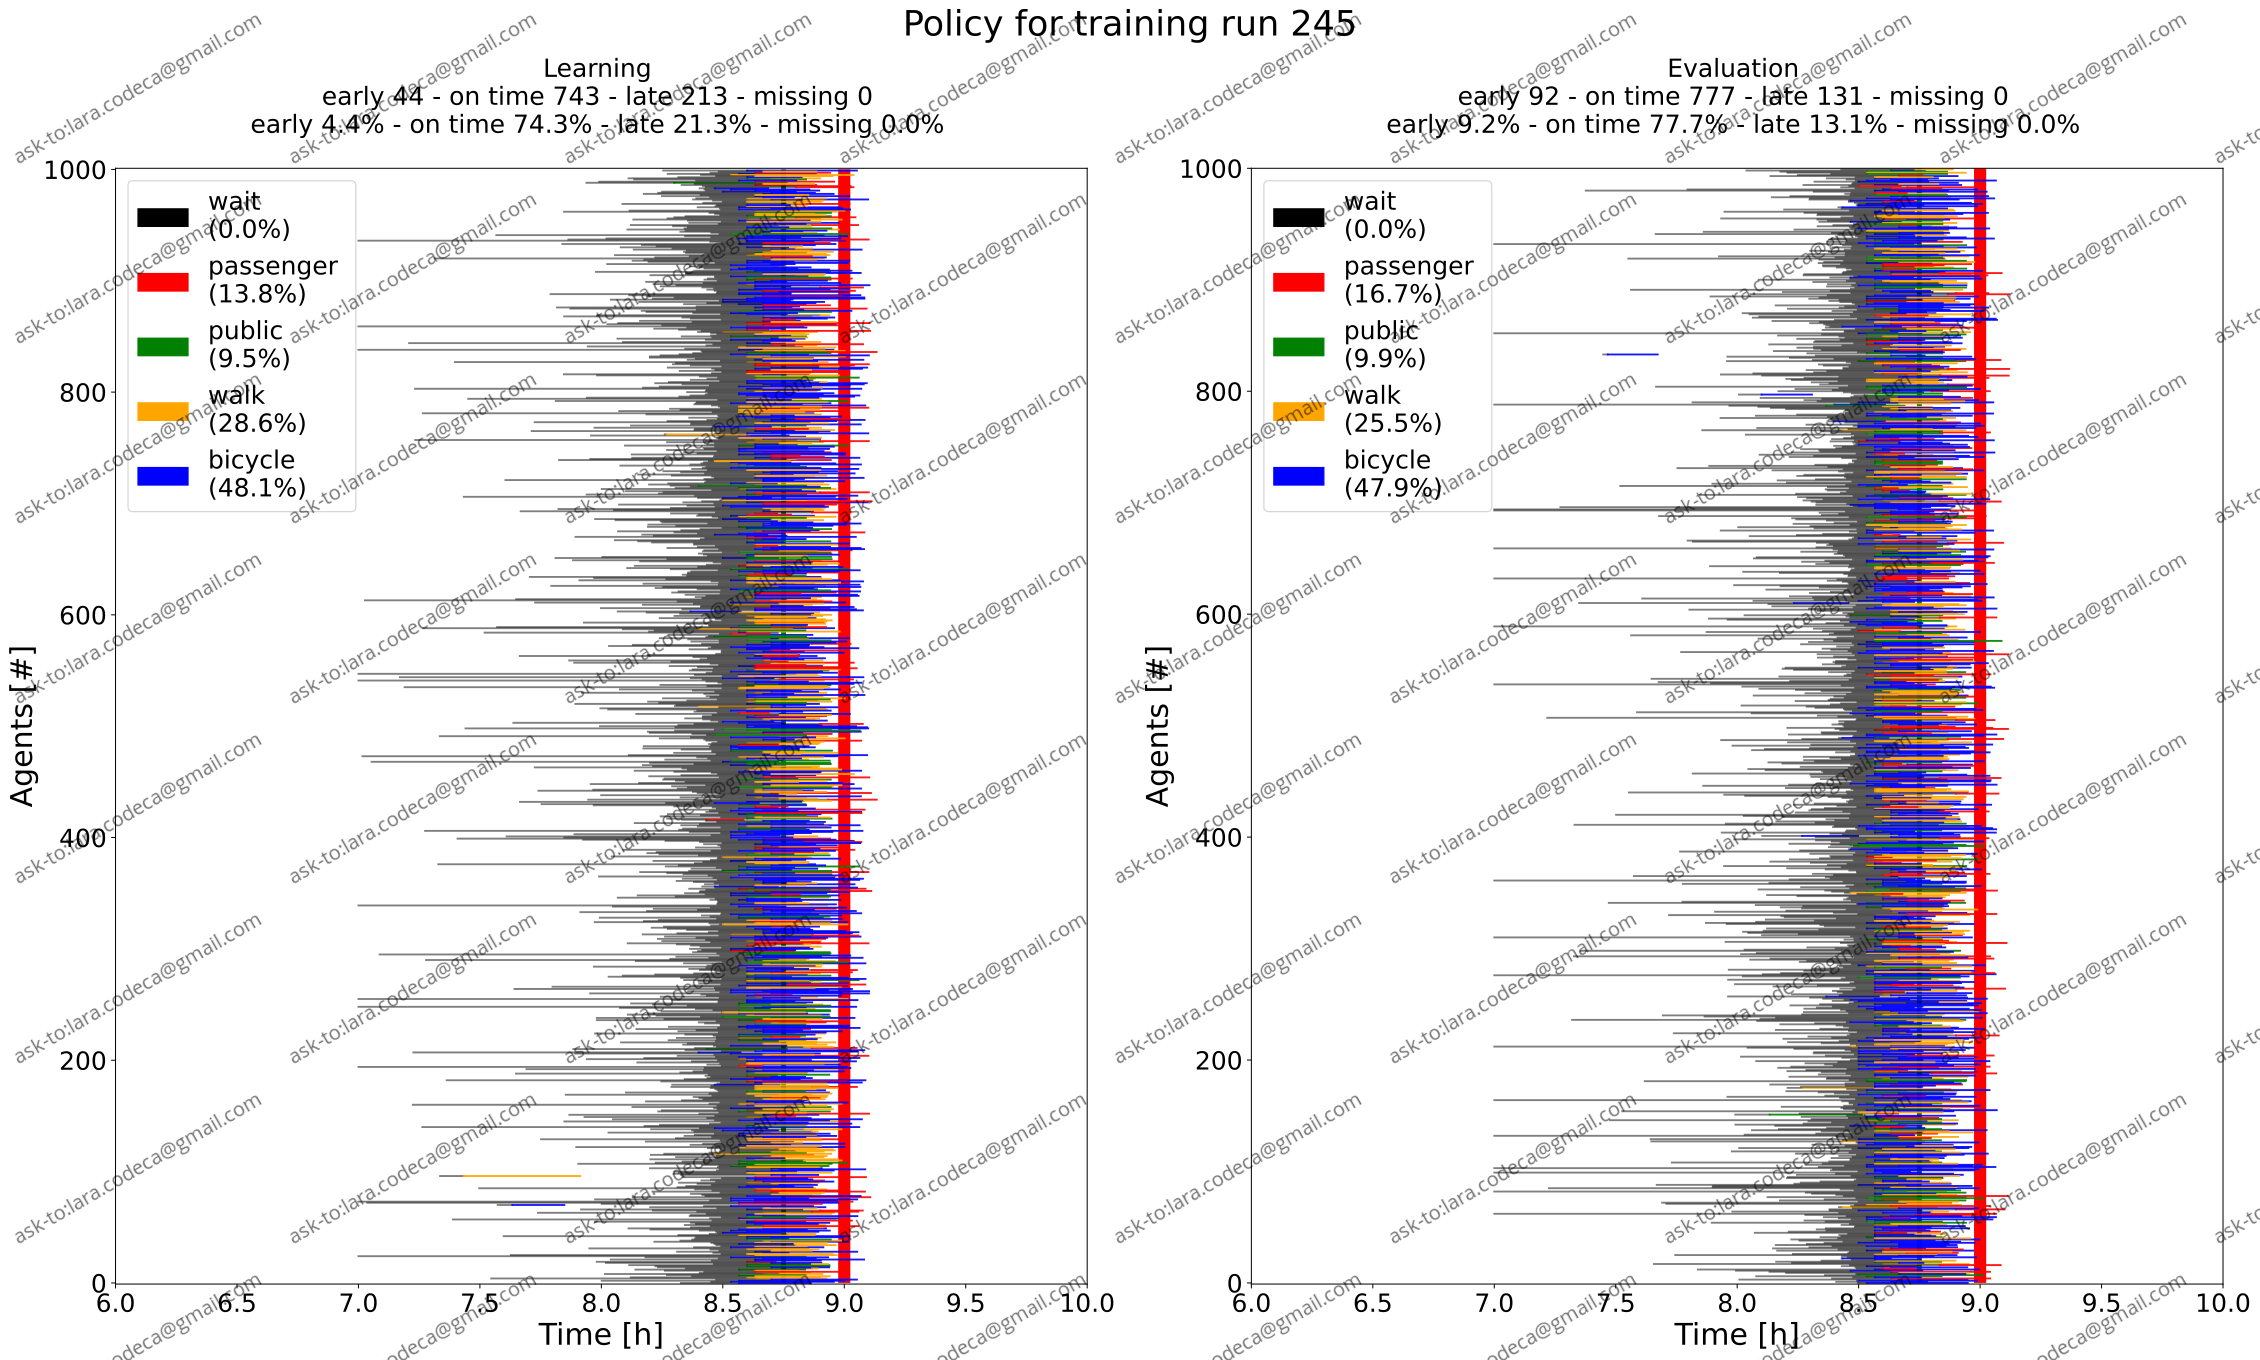 Policy for training run 245
Learning
early 44 - on time 743 - late 213 - missing 0
early 4.4% - on time 74.3% - late 21.3% - missing 0.0%
1000
800
600
400
200
0
Agents [#]
wait
(0.0%)
passenger
(13.8%)
public
(9.5%)
walk
(28.6%)
bicycle
(48.1%)
6.0 6.5 7.0 7.5 8.0 8.5 9.0 9.5 10.0
Time [h]
Evaluation
early 92 - on time 777 - late 131 - missing 0
early 9.2% - on time 77.7% - late 13.1% - missing 0.0%
1000
800
600
400
200
0
Agents [#]
wait
(0.0%)
passenger
(16.7%)
public
(9.9%)
walk
(25.5%)
bicycle
(47.9%)
6.0 6.5 7.0 7.5 8.0 8.5 9.0 9.5 10.0
Time [h]
ask-to:lara.codeca@gmail.com